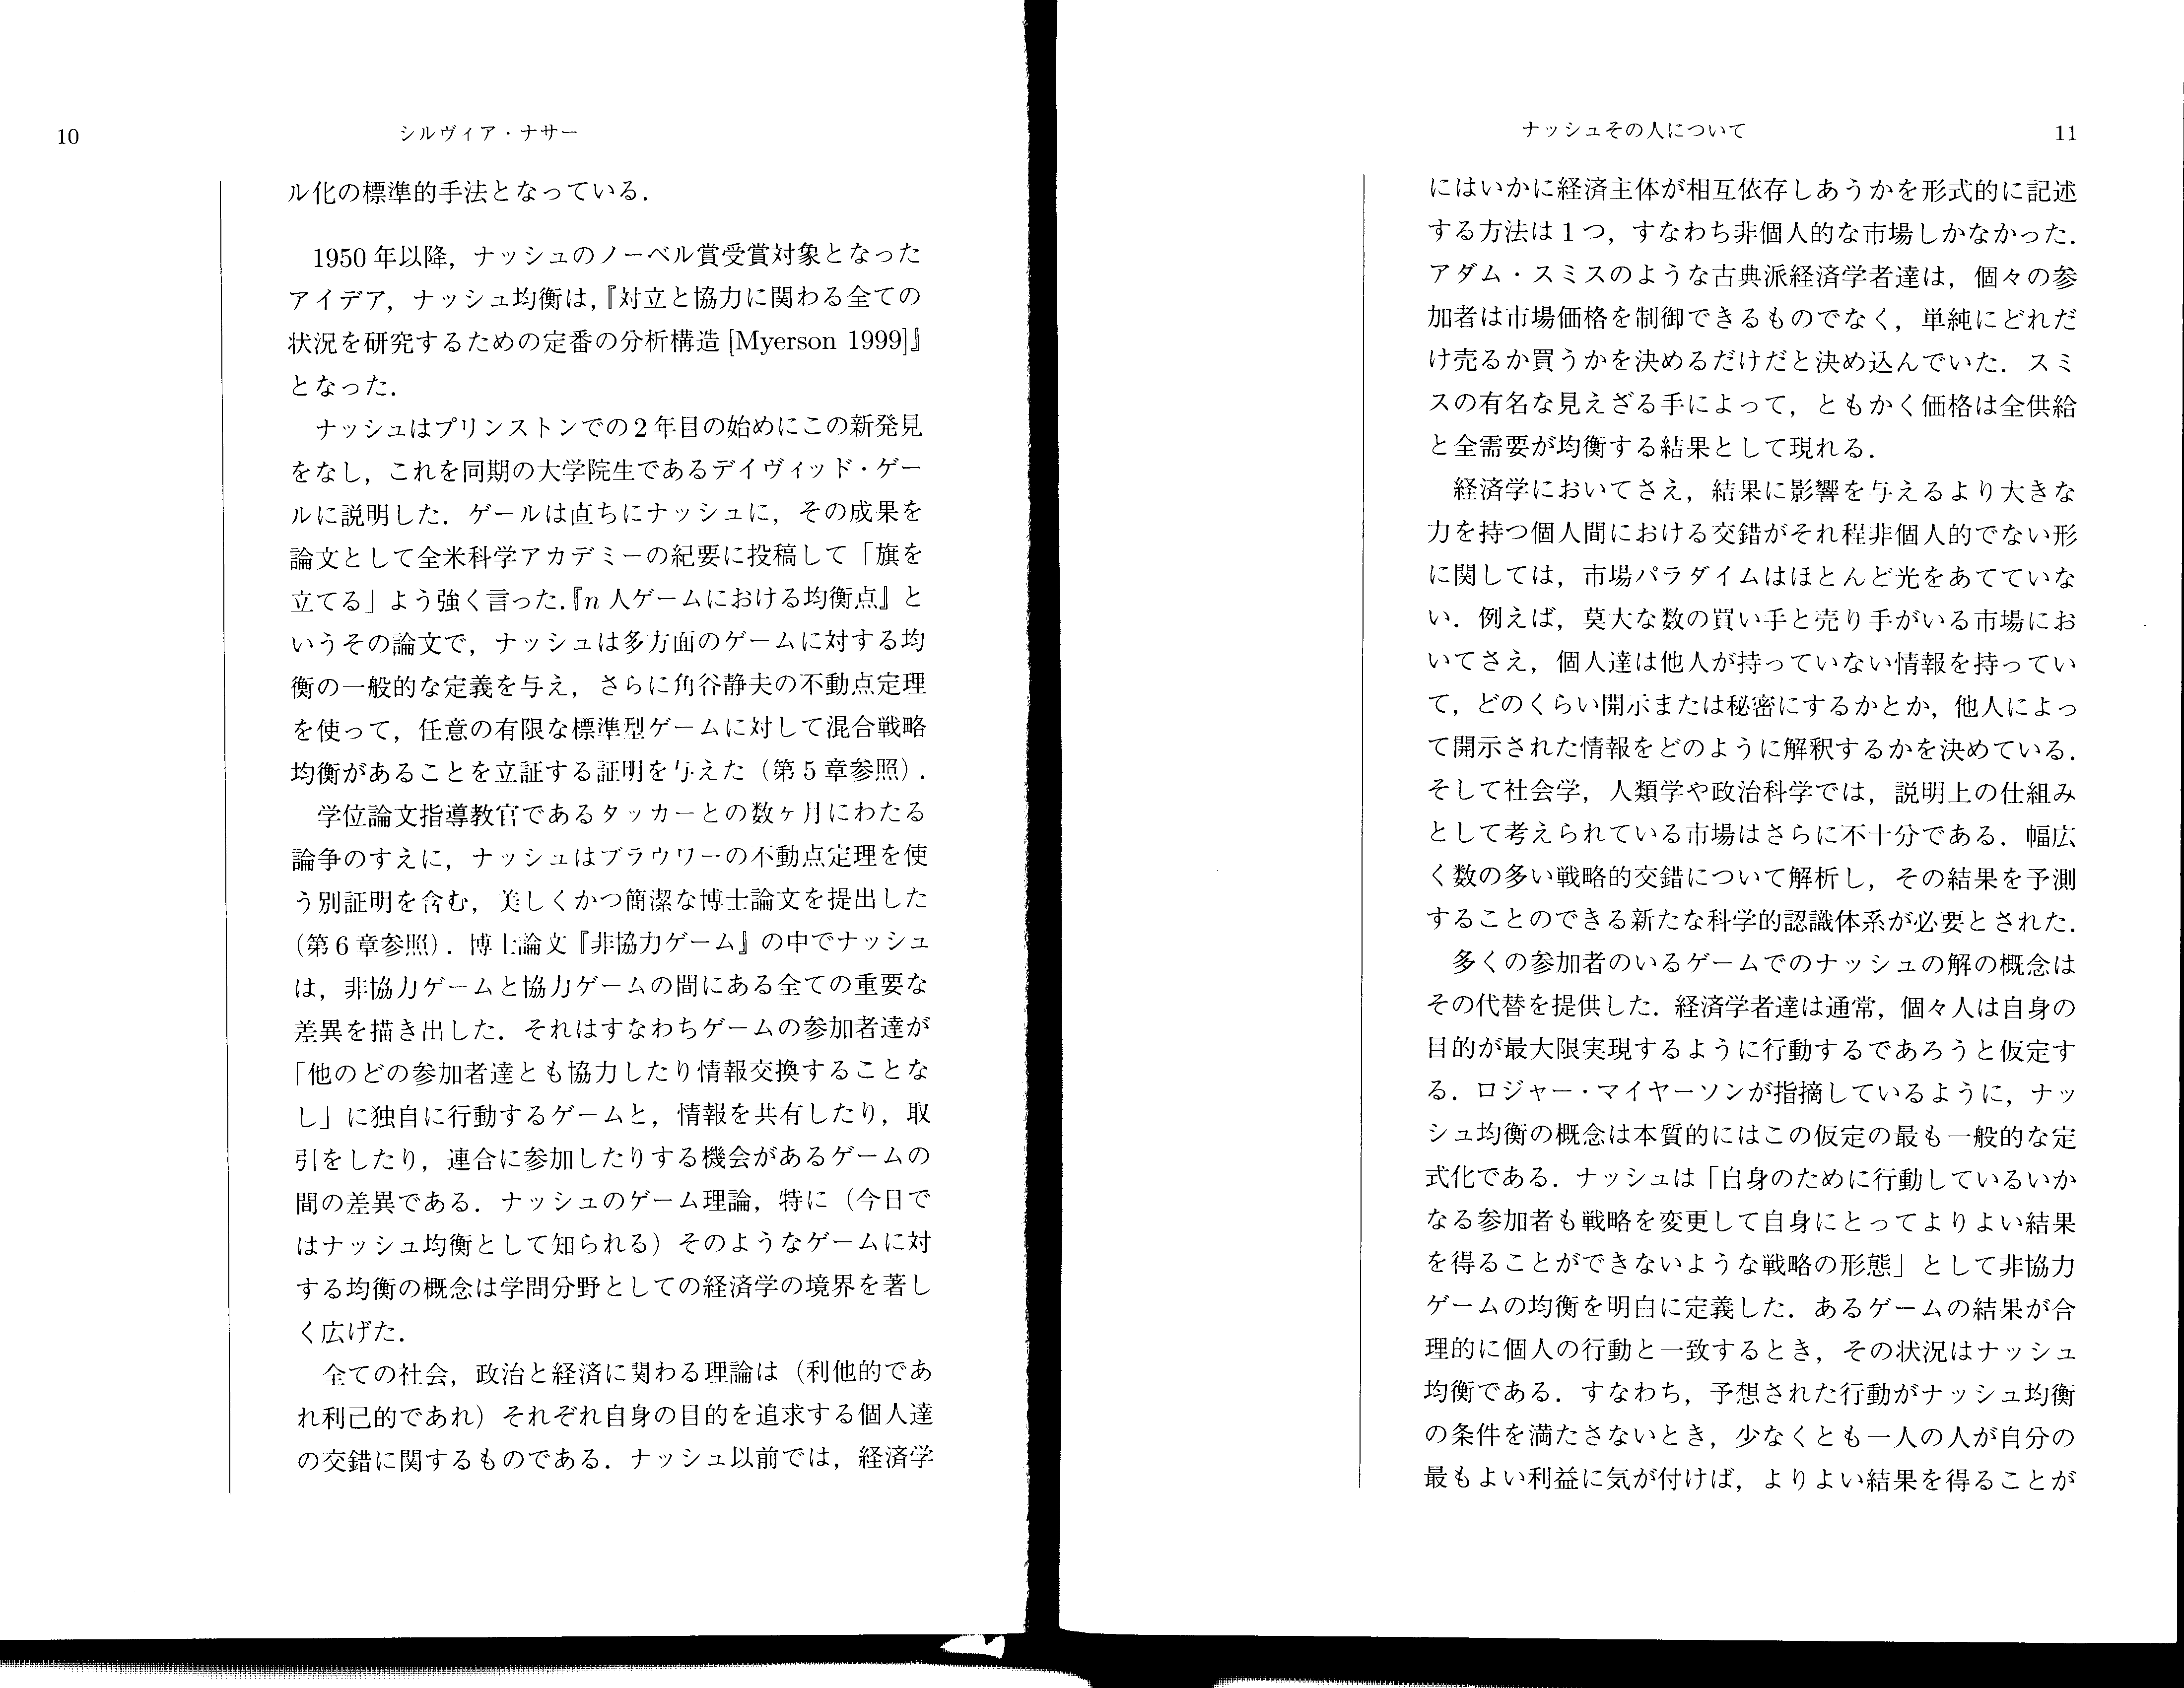 10
シルヴィア・ナサー
ル化の標準的手法となっている．
1950 年以降，ナッシュのノーベル賞受賞対象となった
アイデア，ナッシュ均衡は，『対立と協力に関わる全ての
状況を研究するための定番の分析構造 [Myerson 1999]』
となった．
ナッシュはプリンストンでの 2 年目の始めにこの新発見
をなし，これを同期の大学院生であるデイヴィッド・ゲー
ルに説明した．ゲールは直ちにナッシュに，その成果を
論文として全米科学アカデミーの紀要に投稿して「旗を
立てる」よう強く言った．『n 人ゲームにおける均衡点』と
いうその論文で，ナッシュは多方面のゲームに対する均
衡の一般的な定義を与え，さらに角谷静夫の不動点定理
を使って，任意の有限な標準型ゲームに対して混合戦略
均衡があることを立証する証明を与えた（第 5 章参照）．
学位論文指導教官であるタッカーとの数ヶ月にわたる
論争のすえに，ナッシュはブラウワーの不動点定理を使
う別証明を含む，美しくかつ簡潔な博士論文を提出した
（第 6 章参照）．博士論文『非協力ゲーム』の中でナッシュ
は，非協力ゲームと協力ゲームの間にある全ての重要な
差異を描き出した．それはすなわちゲームの参加者達が
「他のどの参加者達とも協力したり情報交換することな
し」に独自に行動するゲームと，情報を共有したり，取
引をしたり，連合に参加したりする機会があるゲームの
間の差異である．ナッシュのゲーム理論，特に（今日で
はナッシュ均衡として知られる）そのようなゲームに対
する均衡の概念は学問分野としての経済学の境界を著し
く広げた．
全ての社会，政治と経済に関わる理論は（利他的であ
れ利己的であれ）それぞれ自身の目的を追求する個人達
の交錯に関するものである．ナッシュ以前では，経済学
ナッシュその人について
11
にはいかに経済主体が相互依存しあうかを形式的に記述
する方法は 1 つ，すなわち非個人的な市場しかなかった．
アダム・スミスのような古典派経済学者達は，個々の参
加者は市場価格を制御できるものでなく，単純にどれだ
け売るか買うかを決めるだけだと決め込んでいた．スミ
スの有名な見えざる手によって，ともかく価格は全供給
と全需要が均衡する結果として現れる．
経済学においてさえ，結果に影響を与えるより大きな
力を持つ個人間における交錯がそれ程非個人的でない形
に関しては，市場パラダイムはほとんど光をあてていな
い．例えば，莫大な数の買い手と売り手がいる市場にお
いてさえ，個人達は他人が持っていない情報を持ってい
て，どのくらい開示または秘密にするかとか，他人によっ
て開示された情報をどのように解釈するかを決めている．
そして社会学，人類学や政治科学では，説明上の仕組み
として考えられている市場はさらに不十分である．幅広
く数の多い戦略的交錯について解析し，その結果を予測
することのできる新たな科学的認識体系が必要とされた．
多くの参加者のいるゲームでのナッシュの解の概念は
その代替を提供した．経済学者達は通常，個々人は自身の
目的が最大限実現するように行動するであろうと仮定す
る．ロジャー・マイヤーソンが指摘しているように，ナッ
シュ均衡の概念は本質的にはこの仮定の最も一般的な定
式化である．ナッシュは「自身のために行動しているいか
なる参加者も戦略を変更して自身にとってよりよい結果
を得ることができないような戦略の形態」として非協力
ゲームの均衡を明白に定義した．あるゲームの結果が合
理的に個人の行動と一致するとき，その状況はナッシュ
均衡である．すなわち，予想された行動がナッシュ均衡
の条件を満たさないとき，少なくとも一人の人が自分の
最もよい利益に気が付けば，よりよい結果を得ることが